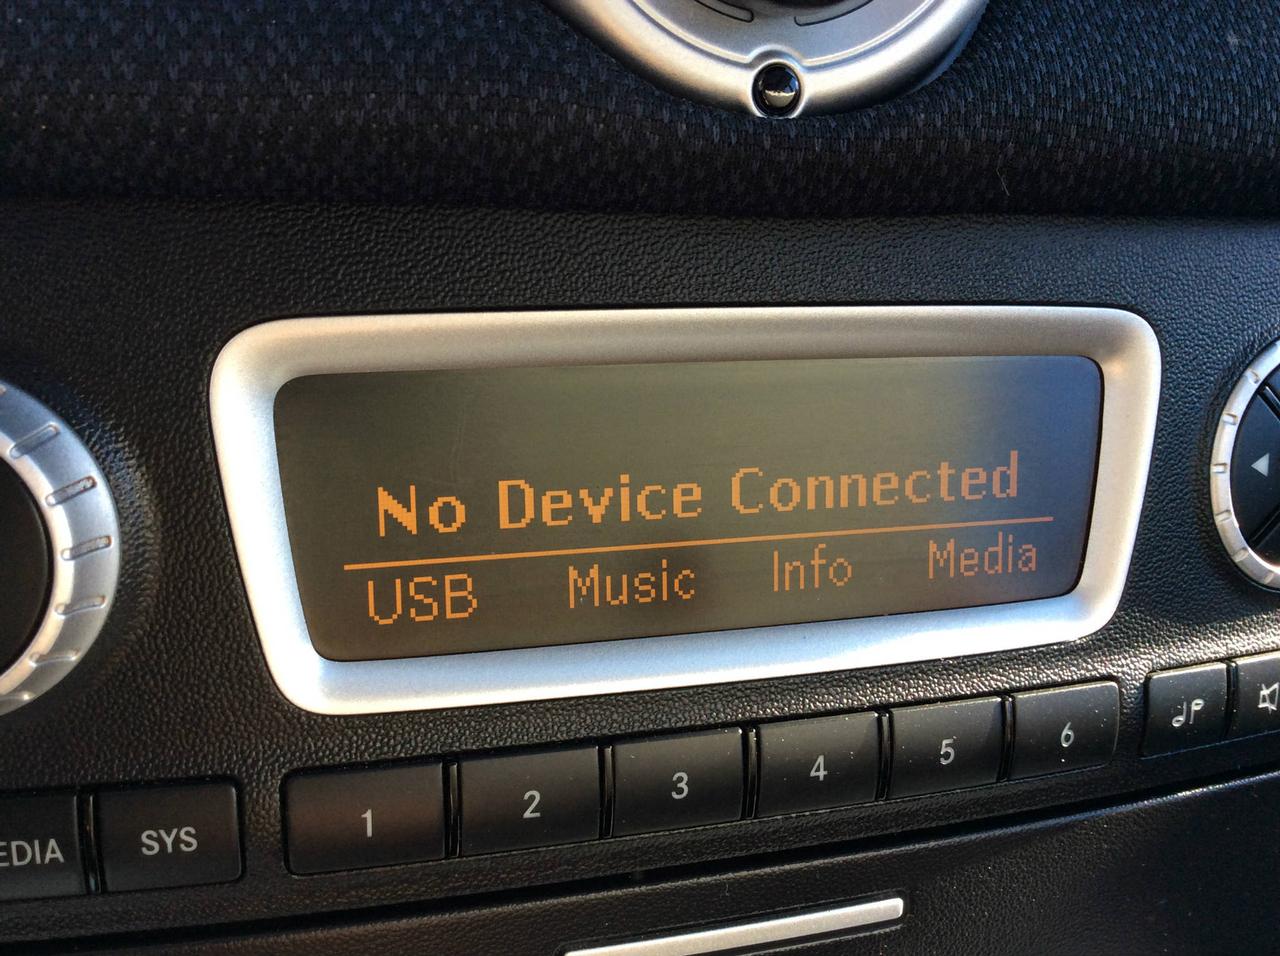 No Device Connected
USB Music Info Media
EDIA SYS 1 2 3 4 5 6